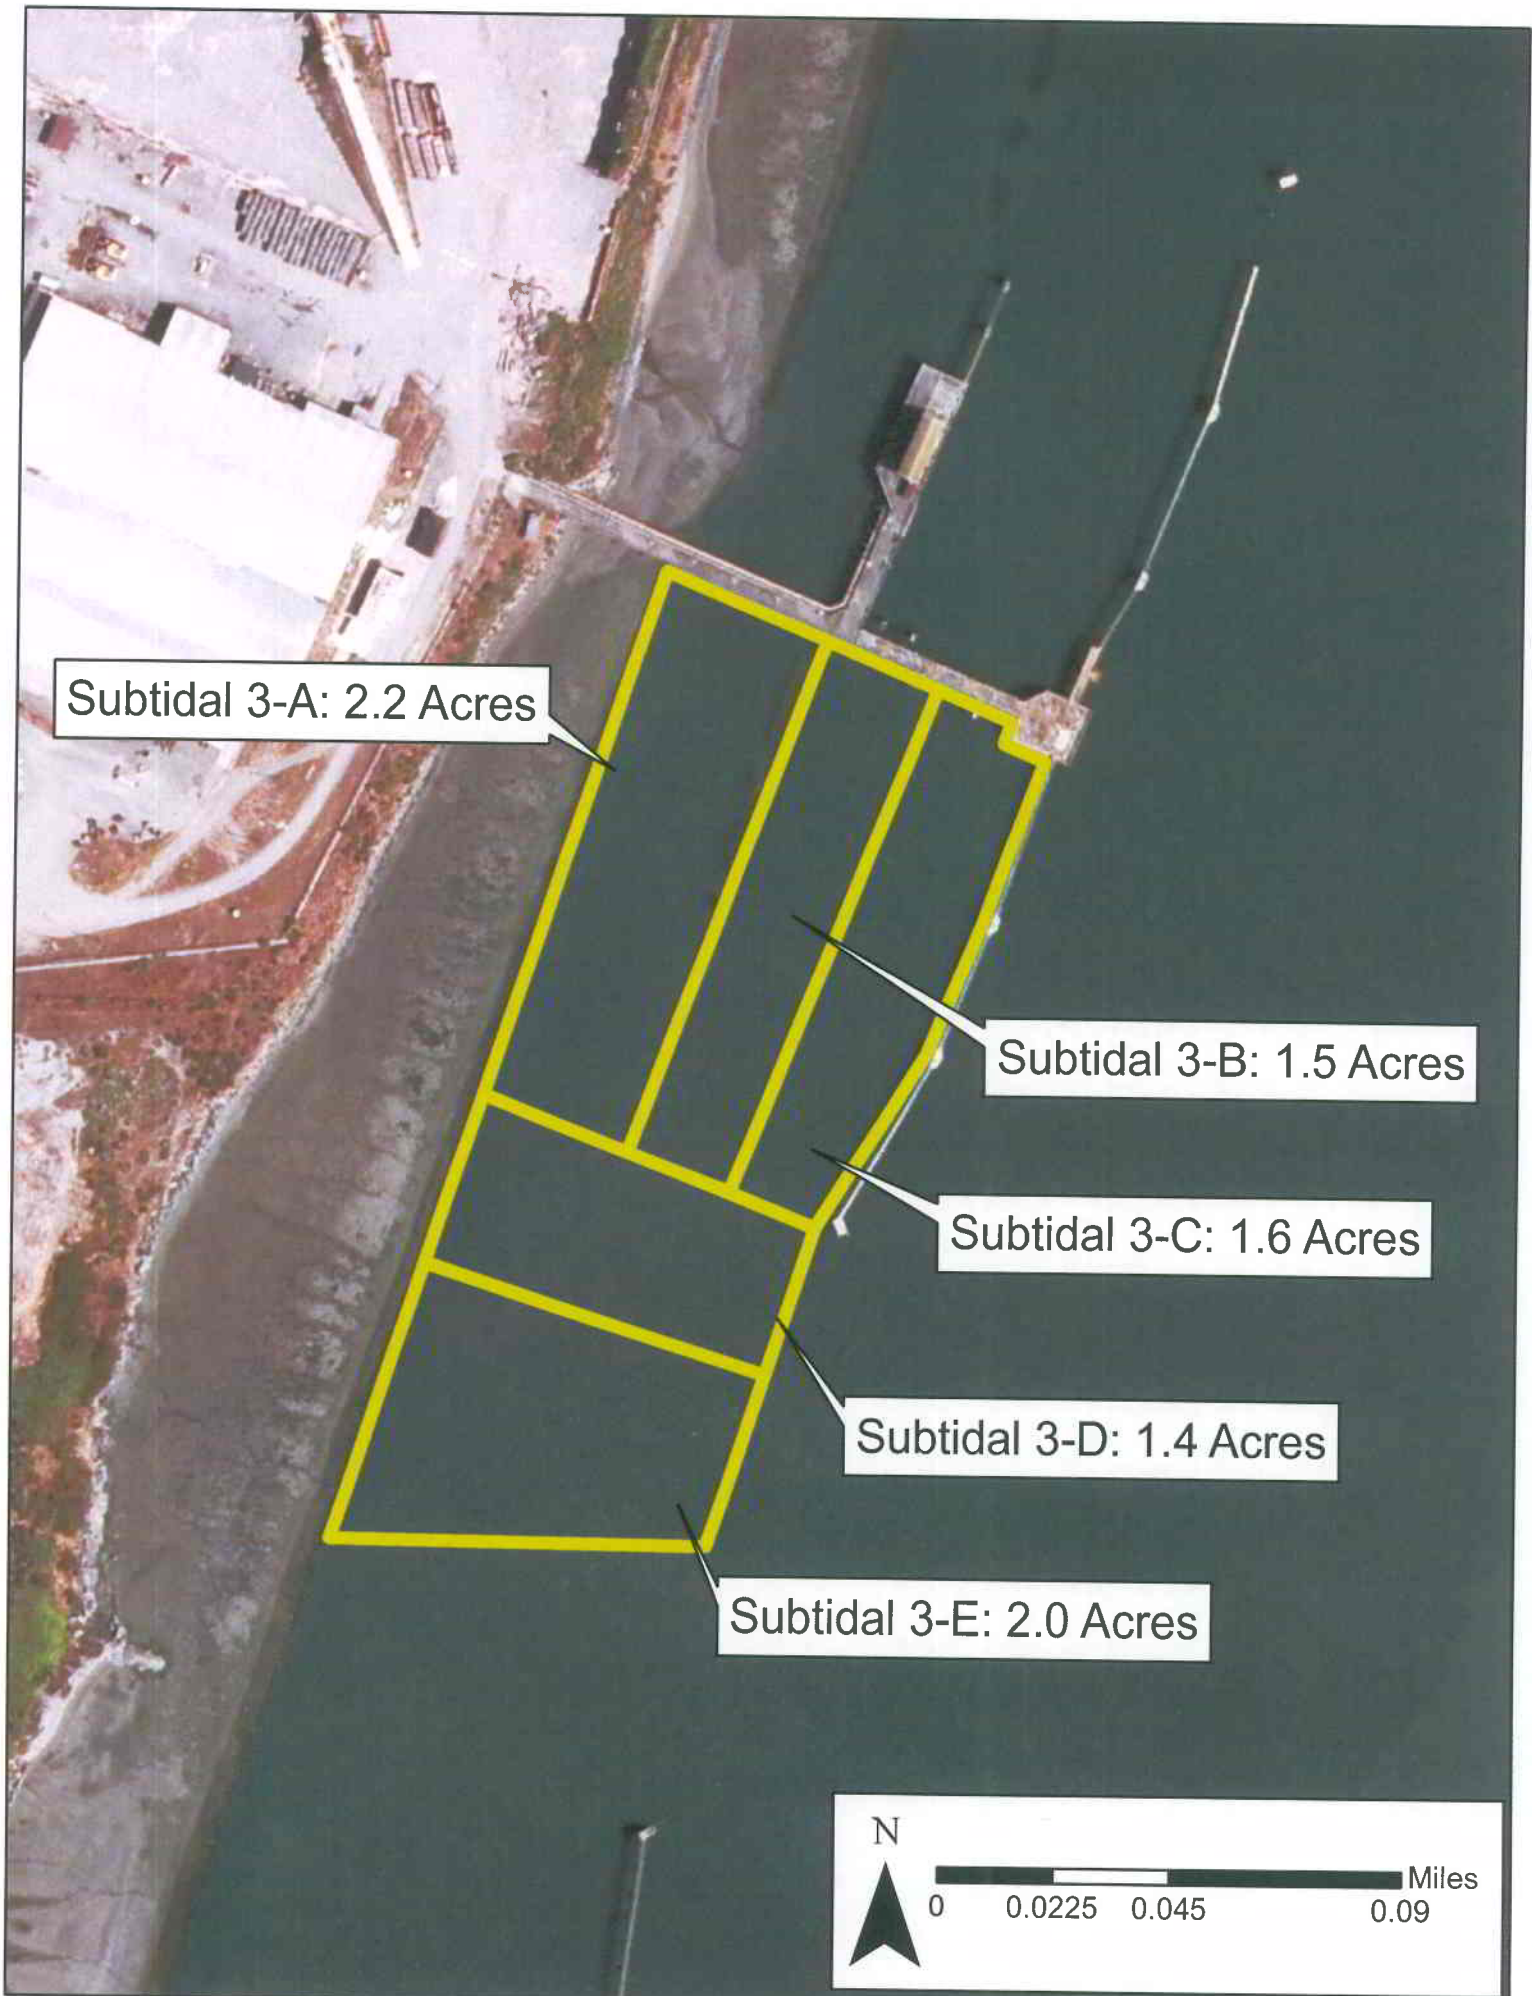 Subtidal 3-A: 2.2 Acres
Subtidal 3-B: 1.5 Acres
Subtidal 3-C: 1.6 Acres
Subtidal 3-D: 1.4 Acres
Subtidal 3-E: 2.0 Acres
N
Miles
0 0.0225 0.045 0.09